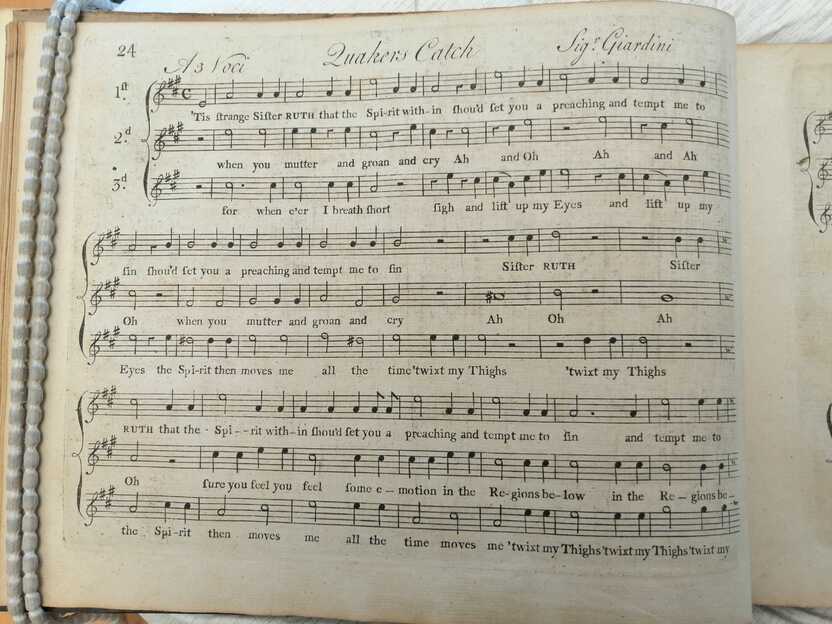 24
A 3 Voci Quakers Catch Sigr. Giardini
1.st
'Tis ſtrange Siſter RUTH that the Spi-rit with-in ſhou'd ſet you a preaching and tempt me to
2.d
when you mutter and groan and cry Ah and Oh Ah and Ah
3.d
for when e'er I breath ſhort ſigh and lift up my Eyes and lift up my
ſin ſhou'd ſet you a preaching and tempt me to ſin Siſter RUTH Siſter
Oh when you mutter and groan and cry Ah Oh Ah
Eyes the Spi-rit then moves me all the time 'twixt my Thighs 'twixt my Thighs
RUTH that the - Spi - - rit with-in ſhou'd ſet you a preaching and tempt me to ſin and tempt me to
Oh ſure you feel you feel ſome e - motion in the Re-gions be-low in the Re - gions be -
the Spi-rit then moves me all the time moves me 'twixt my Thighs 'twixt my Thighs 'twixt my